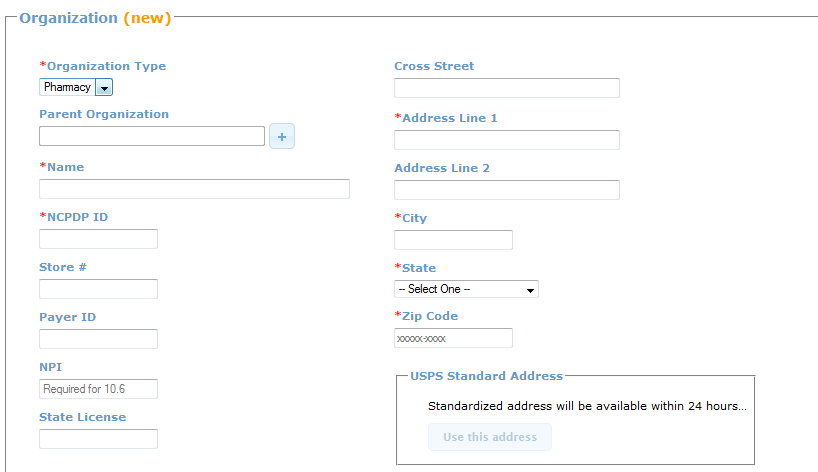 Organization (new)
*Organization Type
Pharmacy
Parent Organization
+
*Name
*NCPDP ID
Store #
Payer ID
NPI
Required for 10.6
State License
Cross Street
*Address Line 1
Address Line 2
*City
*State
-- Select One --
*Zip Code
xxxxx-xxxx
USPS Standard Address
Standardized address will be available within 24 hours...
Use this address